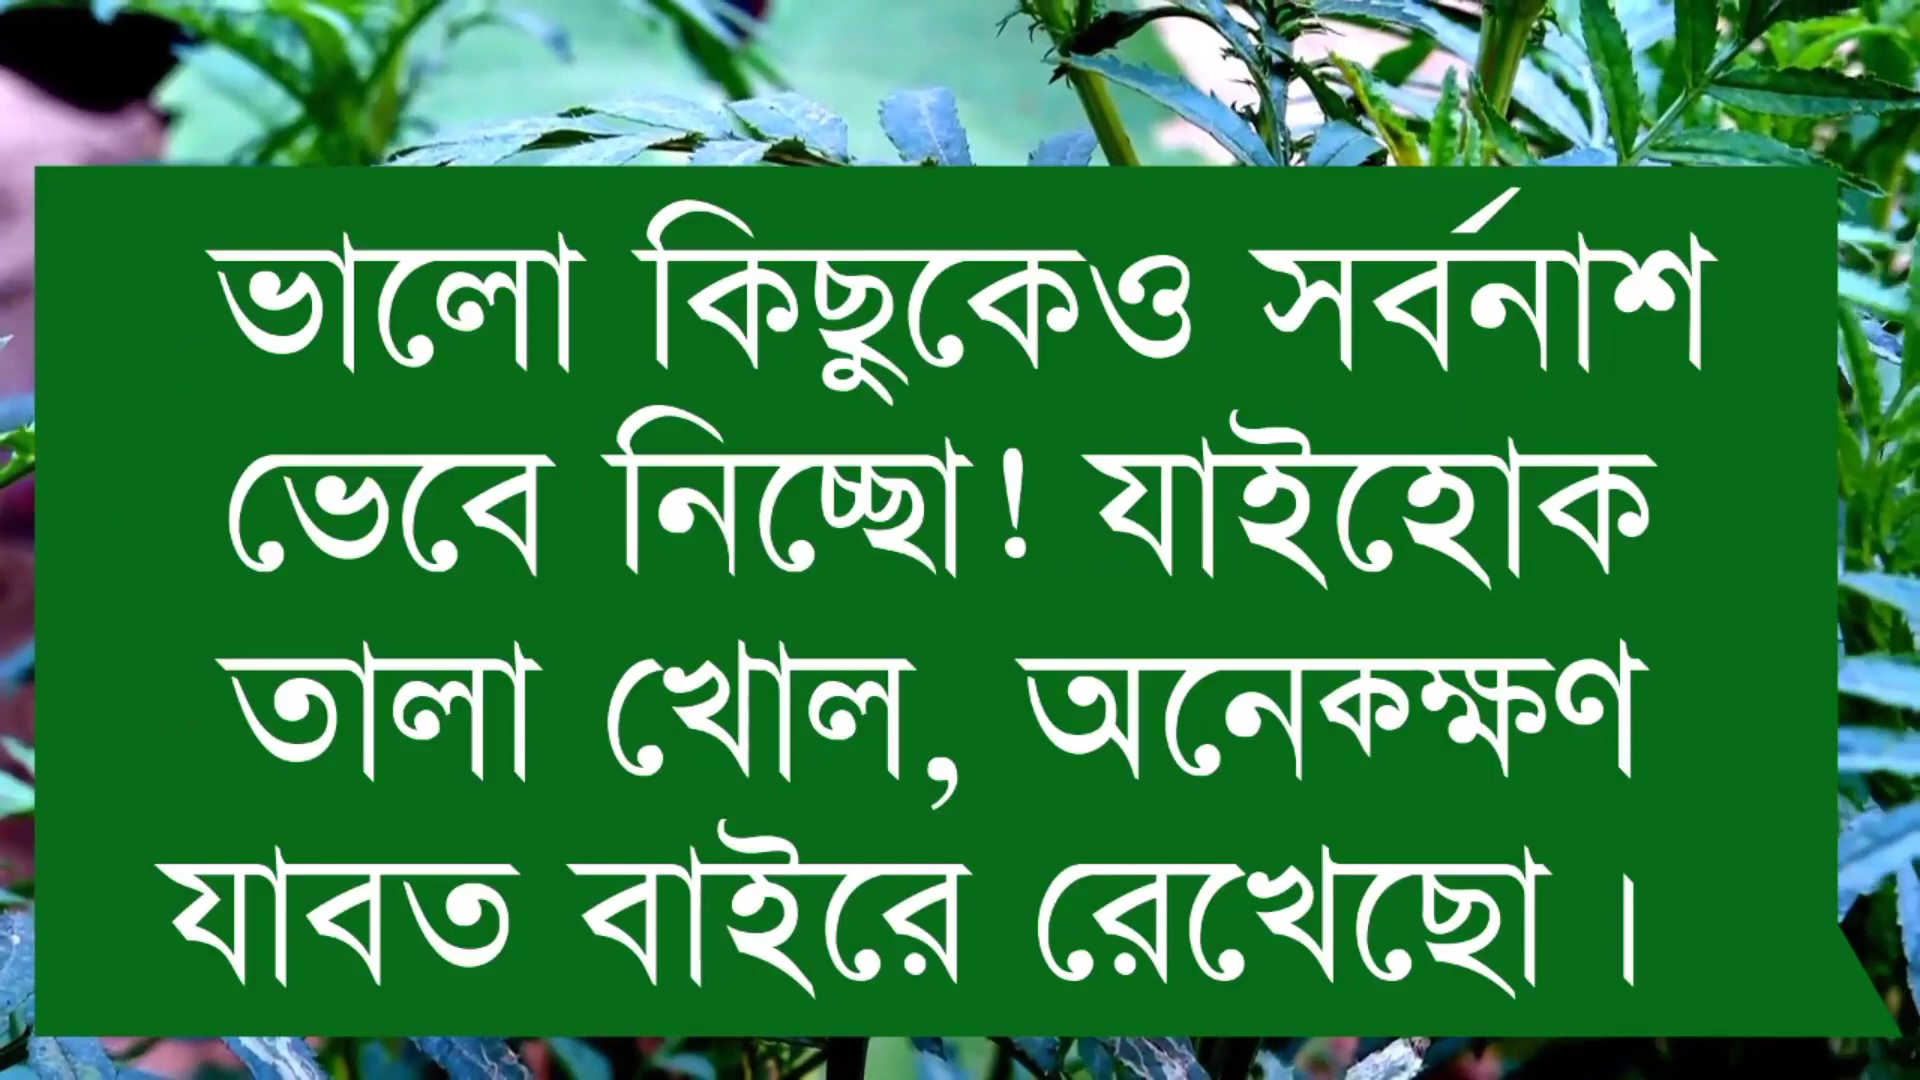 ভালো কিছুকেও সর্বনাশ
ভেবে নিচ্ছো! যাইহোক
তালা খোল, অনেকক্ষণ
যাবত বাইরে রেখেছো ।